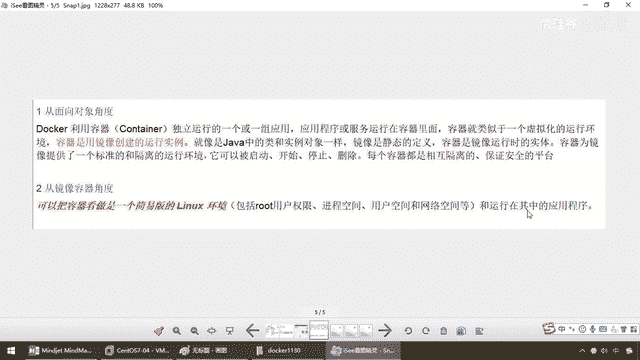 iSee看图精灵 - 5/5 Snap1.jpg 1228x277 48.8 KB 100%
1 从面向对象角度
Docker 利用容器（Container）独立运行的一个或一组应用，应用程序或服务运行在容器里面，容器就类似于一个虚拟化的运行环
境，容器是用镜像创建的运行实例。就像是Java中的类和实例对象一样，镜像是静态的定义，容器是镜像运行时的实体。容器为镜
像提供了一个标准的和隔离的运行环境，它可以被启动、开始、停止、删除。每个容器都是相互隔离的、保证安全的平台
2 从镜像容器角度
可以把容器看做是一个简易版的 Linux 环境（包括root用户权限、进程空间、用户空间和网络空间等）和运行在其中的应用程序。
5/5
Mindjet MindMa...
CentOS7-04 - VM...
无标题 - 画图
docker1130
iSee看图精灵 - 5/...
中